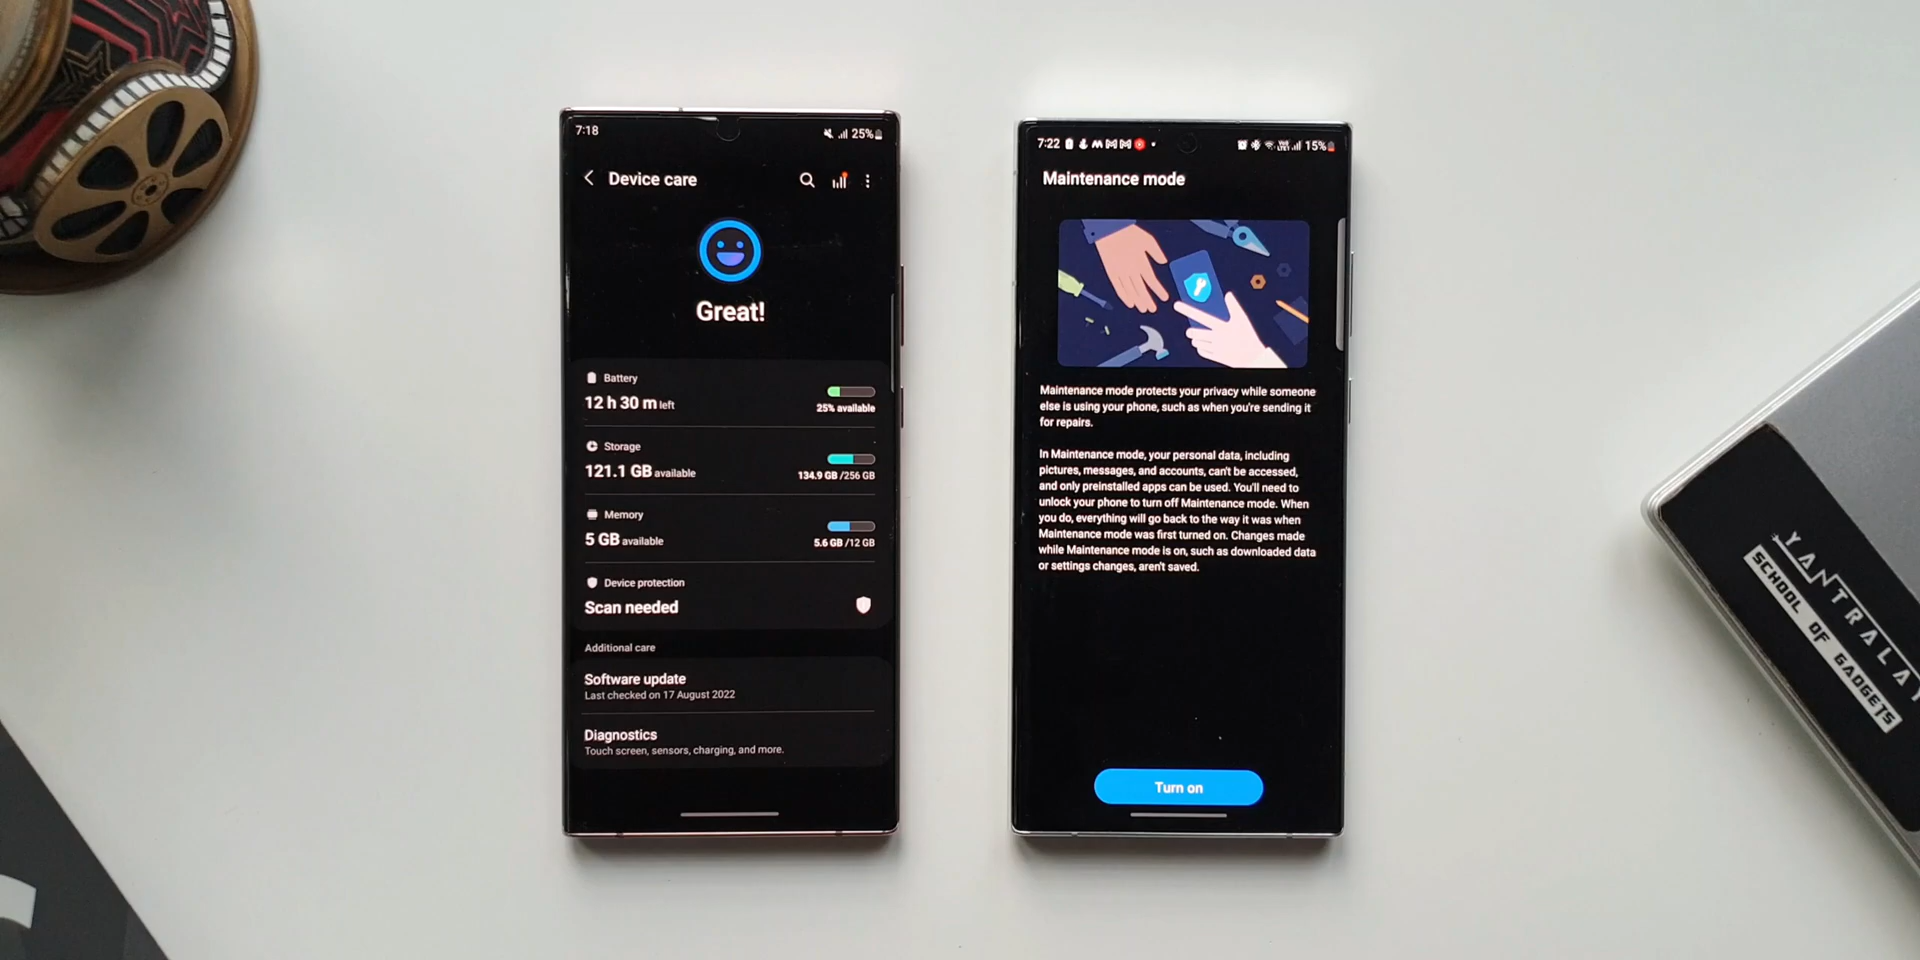 7:18
25%
Device care
Great!
Battery
12 h 30 m left
25% available
Storage
121.1 GB available
134.9 GB /256 GB
Memory
5 GB available
5.6 GB /12 GB
Device protection
Scan needed
Additional care
Software update
Last checked on 17 August 2022
Diagnostics
Touch screen, sensors, charging, and more.
7:22
15%
Maintenance mode
Maintenance mode protects your privacy while someone
else is using your phone, such as when you're sending it
for repairs.
In Maintenance mode, your personal data, including
pictures, messages, and accounts, can't be accessed,
and only preinstalled apps can be used. You'll need to
unlock your phone to turn off Maintenance mode. When
you do, everything will go back to the way it was when
Maintenance mode was first turned on. Changes made
while Maintenance mode is on, such as downloaded data
or settings changes, aren't saved.
Turn on
YANTRALAY
SCHOOL OF GADGETS